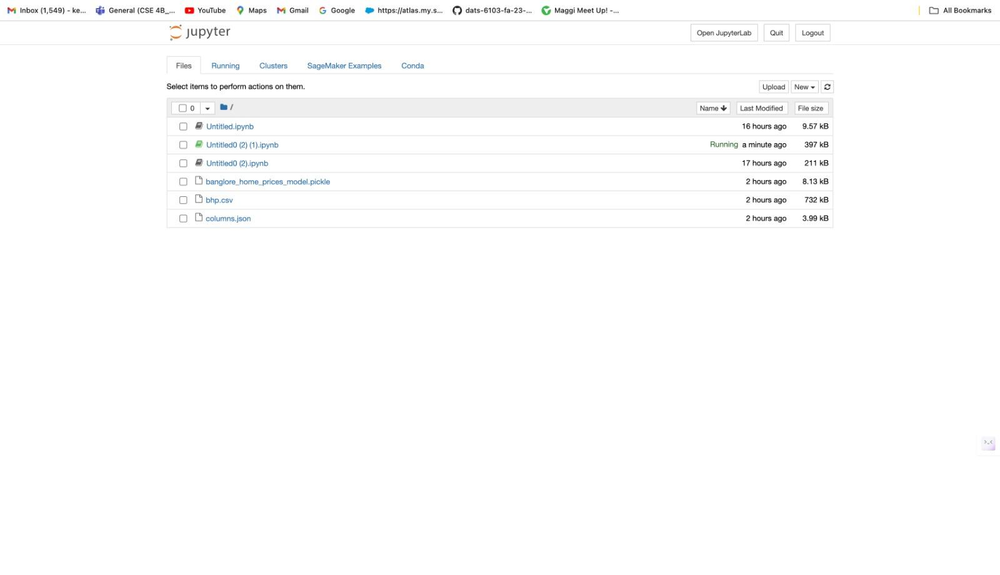 Inbox (1,549) - ke... General (CSE 4B_... YouTube Maps Gmail Google https://atlas.my.s... dats-6103-fa-23-... Maggi Meet Up! -... All Bookmarks
jupyter Open JupyterLab Quit Logout
Files Running Clusters SageMaker Examples Conda
Select items to perform actions on them. Upload New
0 / Name Last Modified File size
Untitled.ipynb 16 hours ago 9.57 kB
Untitled0 (2) (1).ipynb Running a minute ago 397 kB
Untitled0 (2).ipynb 17 hours ago 211 kB
banglore_home_prices_model.pickle 2 hours ago 8.13 kB
bhp.csv 2 hours ago 732 kB
columns.json 2 hours ago 3.99 kB